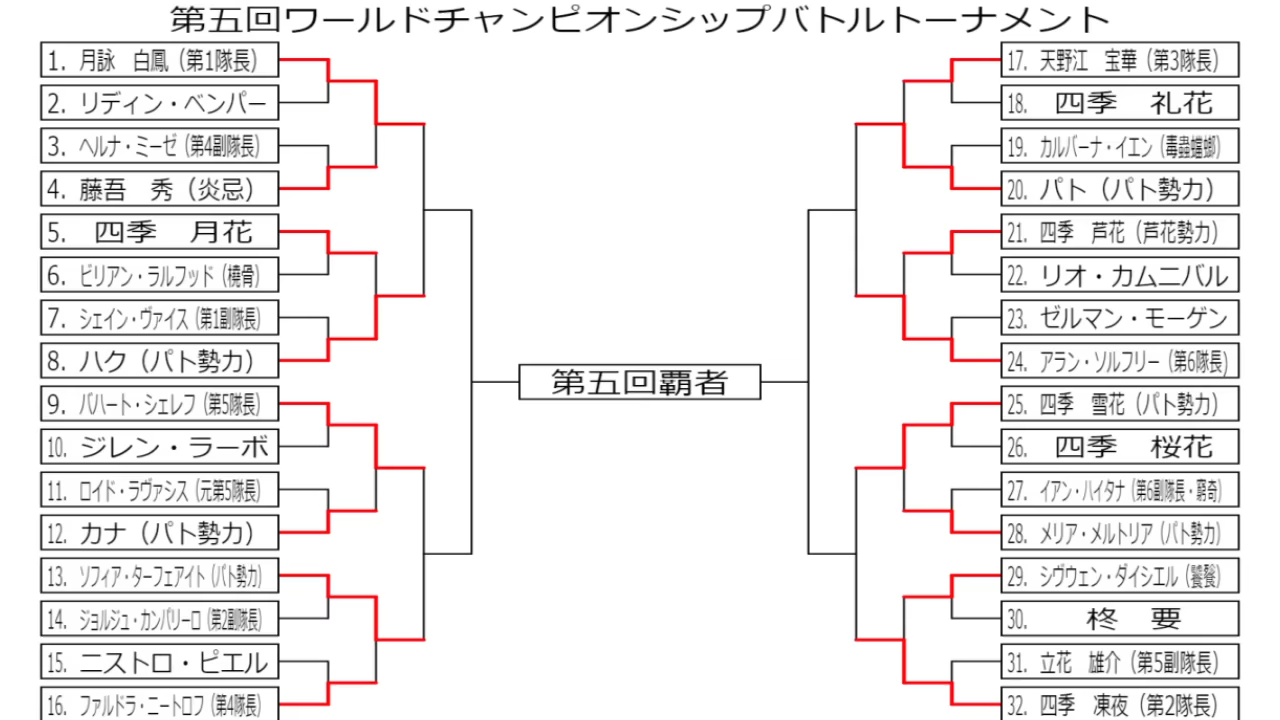 第五回ワールドチャンピオンシップバトルトーナメント
1. 月詠 白鳳（第1隊長）
2. リディン・ベンパー
3. ヘルナ・ミーゼ（第4副隊長）
4. 藤吾 秀（炎忌）
5. 四季 月花
6. ビリアン・ラルフッド（橈骨）
7. シェイン・ヴァイス（第1副隊長）
8. ハク（パト勢力）
9. バハート・シェレフ（第5隊長）
10. ジレン・ラーボ
11. ロイド・ラヴァシス（元第5隊長）
12. カナ（パト勢力）
13. ソフィア・ターフェアイト（パト勢力）
14. ジョルジュ・カンパリーロ（第2副隊長）
15. ニストロ・ピエル
16. ファルドラ・ニートロフ（第4隊長）
第五回覇者
17. 天野江 宝華（第3隊長）
18. 四季 礼花
19. カルバーナ・イエン（毒蟲蟷螂）
20. パト（パト勢力）
21. 四季 芦花（芦花勢力）
22. リオ・カムニバル
23. ゼルマン・モーゲン
24. アラン・ソルフリー（第6隊長）
25. 四季 雪花（パト勢力）
26. 四季 桜花
27. イアン・ハイタナ（第6副隊長・窮奇）
28. メリア・メルトリア（パト勢力）
29. シヴウェン・ダイシエル（饕餮）
30. 柊 要
31. 立花 雄介（第5副隊長）
32. 四季 凍夜（第2隊長）